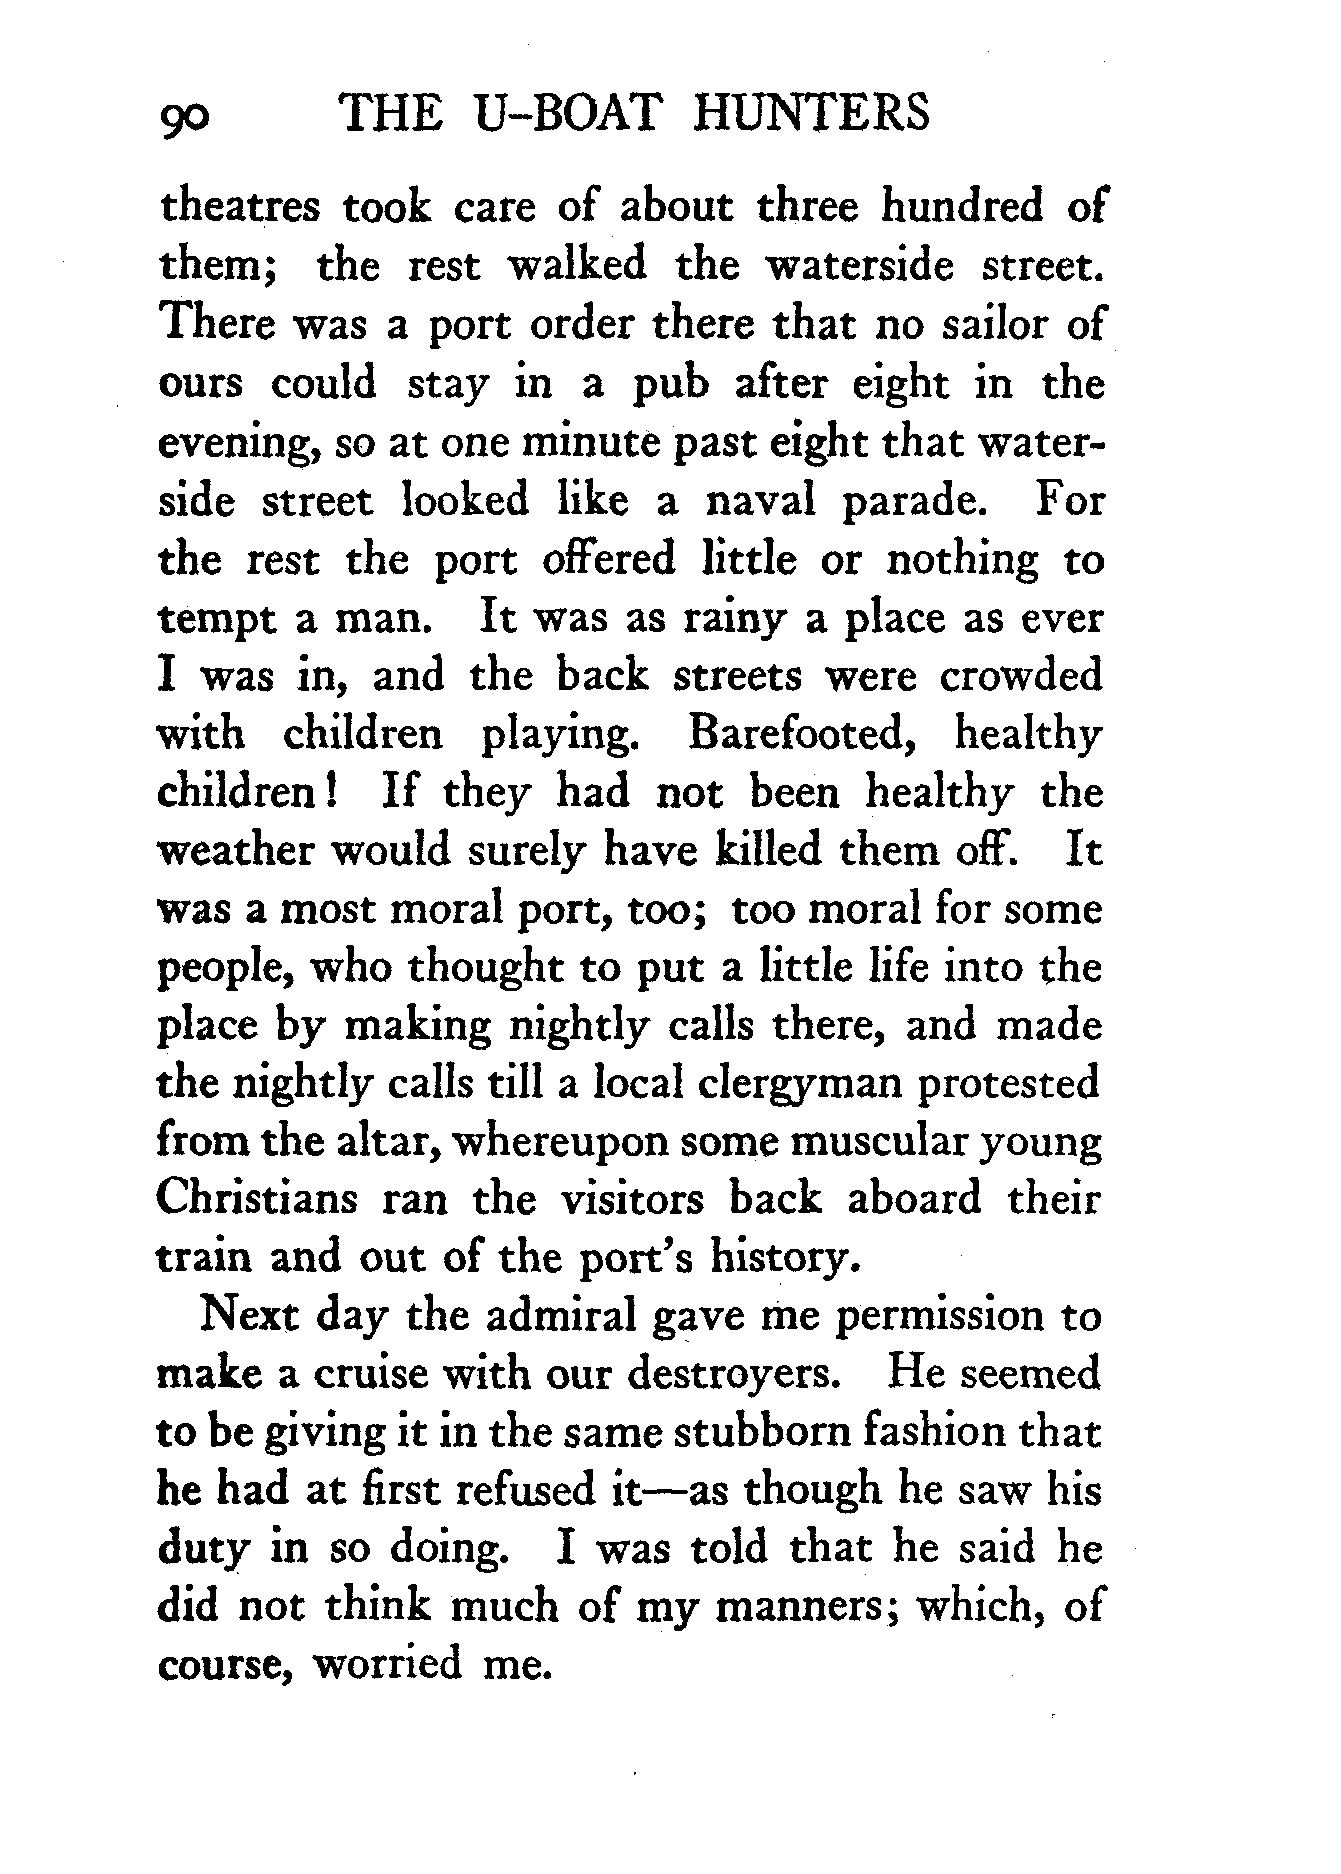 90 THE U-BOAT HUNTERS
theatres took care of about three hundred of
them; the rest walked the waterside street.
There was a port order there that no sailor of
ours could stay in a pub after eight in the
evening, so at one minute past eight that water-
side street looked like a naval parade. For
the rest the port offered little or nothing to
tempt a man. It was as rainy a place as ever
I was in, and the back streets were crowded
with children playing. Barefooted, healthy
children! If they had not been healthy the
weather would surely have killed them off. It
was a most moral port, too; too moral for some
people, who thought to put a little life into the
place by making nightly calls there, and made
the nightly calls till a local clergyman protested
from the altar, whereupon some muscular young
Christians ran the visitors back aboard their
train and out of the port's history.
Next day the admiral gave me permission to
make a cruise with our destroyers. He seemed
to be giving it in the same stubborn fashion that
he had at first refused it—as though he saw his
duty in so doing. I was told that he said he
did not think much of my manners; which, of
course, worried me.